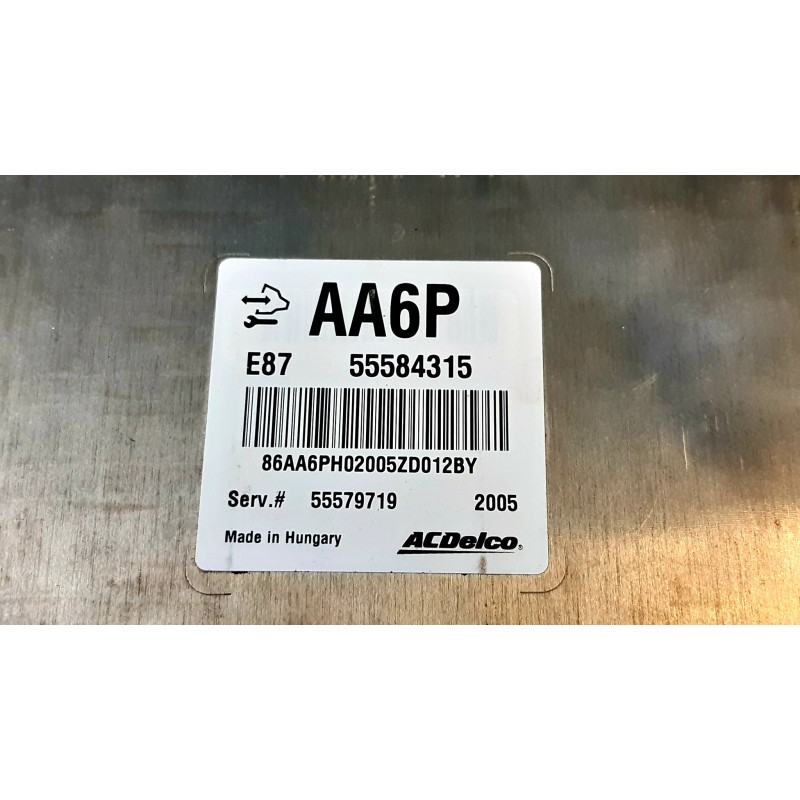 AA6P
E87 55584315
86AA6PH02005ZD012BY
Serv.# 55579719 2005
Made in Hungary ACDelco®